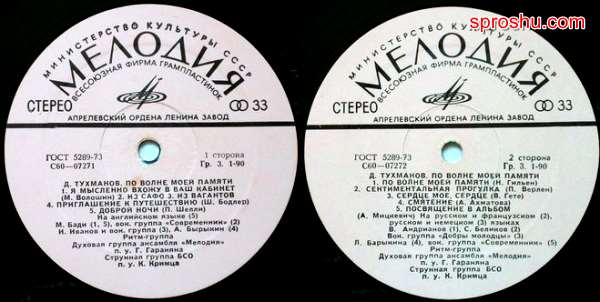 sproshu.com
МИНИСТЕРСТВО КУЛЬТУРЫ СССР
МЕЛОДИЯ
ВСЕСОЮЗНАЯ ФИРМА ГРАМПЛАСТИНОК
СТЕРЕО
33
АПРЕЛЕВСКИЙ ОРДЕНА ЛЕНИНА ЗАВОД
ГОСТ 5289-73
С60—07271
1 сторона
Гр. 3. 1-90
Д. ТУХМАНОВ. ПО ВОЛНЕ МОЕЙ ПАМЯТИ
1. Я МЫСЛЕННО ВХОЖУ В ВАШ КАБИНЕТ
(М. Волошин) 2. ИЗ САФО 3. ИЗ ВАГАНТОВ
4. ПРИГЛАШЕНИЕ К ПУТЕШЕСТВИЮ (Ш. Бодлер)
5. ДОБРОЙ НОЧИ (П. Шелли)
На английском языке (5)
М. Бади (1, 5), вок. группа «Современник» (2)
И. Иванов и вок. группа (3), А. Бырыкин (4)
Ритм-группа
Духовая группа ансамбля «Мелодия»
п. у. Г. Гараняна
Струнная группа БСО
п. у. К. Кримца
МИНИСТЕРСТВО КУЛЬТУРЫ СССР
МЕЛОДИЯ
ВСЕСОЮЗНАЯ ФИРМА ГРАМПЛАСТИНОК
СТЕРЕО
33
АПРЕЛЕВСКИЙ ОРДЕНА ЛЕНИНА ЗАВОД
ГОСТ 5289-73
С60—07272
2 сторона
Гр. 3. 1-90
Д. ТУХМАНОВ. ПО ВОЛНЕ МОЕЙ ПАМЯТИ
1. ПО ВОЛНЕ МОЕЙ ПАМЯТИ (Н. Гильен)
2. СЕНТИМЕНТАЛЬНАЯ ПРОГУЛКА (П. Верлен)
3. СЕРДЦЕ МОЕ, СЕРДЦЕ (В. Гете)
4. СМЯТЕНИЕ (А. Ахматова)
5. ПОСВЯЩЕНИЕ В АЛЬБОМ
(А. Мицкевич) На русском и французском (2),
русском и немецком (3) языках
В. Андрианов (1), С. Беликов (2)
Вок. группа «Добры молодцы» (3)
Л. Барыкина (4), вок. группа «Современник» (5)
Ритм-группа
Духовая группа ансамбля «Мелодия»
п. у. Г. Гараняна
Струнная группа БСО
п. у. К. Кримца